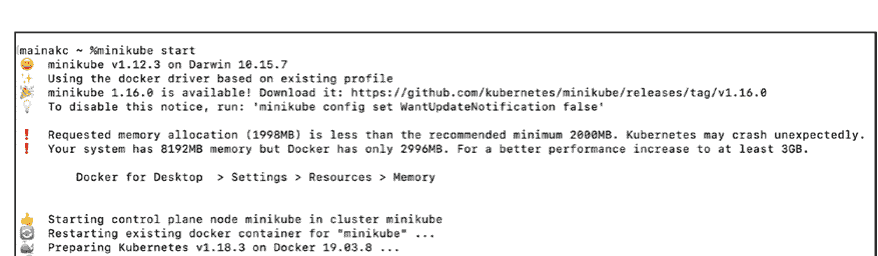 mainakc ~ %minikube start
😄 minikube v1.12.3 on Darwin 10.15.7
✨ Using the docker driver based on existing profile
🎉 minikube 1.16.0 is available! Download it: https://github.com/kubernetes/minikube/releases/tag/v1.16.0
💡 To disable this notice, run: 'minikube config set WantUpdateNotification false'
❗ Requested memory allocation (1998MB) is less than the recommended minimum 2000MB. Kubernetes may crash unexpectedly.
❗ Your system has 8192MB memory but Docker has only 2996MB. For a better performance increase to at least 3GB.
Docker for Desktop > Settings > Resources > Memory
👍 Starting control plane node minikube in cluster minikube
🔄 Restarting existing docker container for "minikube" ...
🐳 Preparing Kubernetes v1.18.3 on Docker 19.03.8 ...